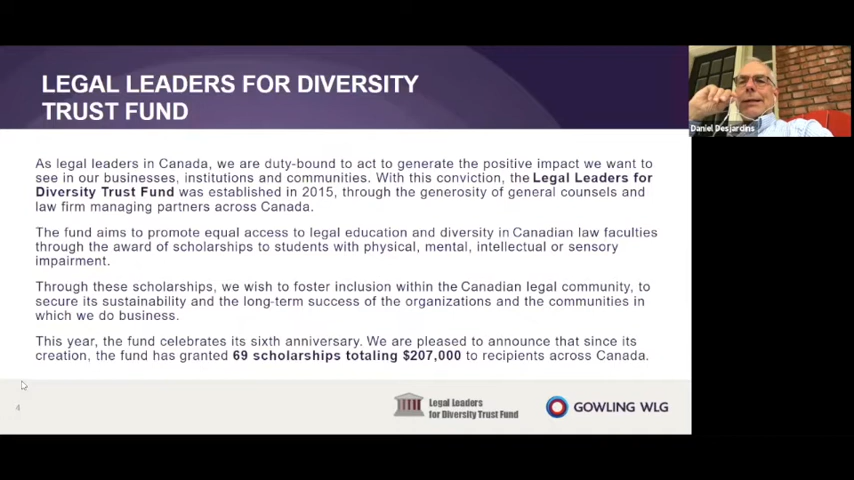 LEGAL LEADERS FOR DIVERSITY
TRUST FUND
Daniel Desjardins
As legal leaders in Canada, we are duty-bound to act to generate the positive impact we want to
see in our businesses, institutions and communities. With this conviction, the Legal Leaders for
Diversity Trust Fund was established in 2015, through the generosity of general counsels and
law firm managing partners across Canada.
The fund aims to promote equal access to legal education and diversity in Canadian law faculties
through the award of scholarships to students with physical, mental, intellectual or sensory
impairment.
Through these scholarships, we wish to foster inclusion within the Canadian legal community, to
secure its sustainability and the long-term success of the organizations and the communities in
which we do business.
This year, the fund celebrates its sixth anniversary. We are pleased to announce that since its
creation, the fund has granted 69 scholarships totaling $207,000 to recipients across Canada.
4
Legal Leaders
for Diversity Trust Fund
GOWLING WLG